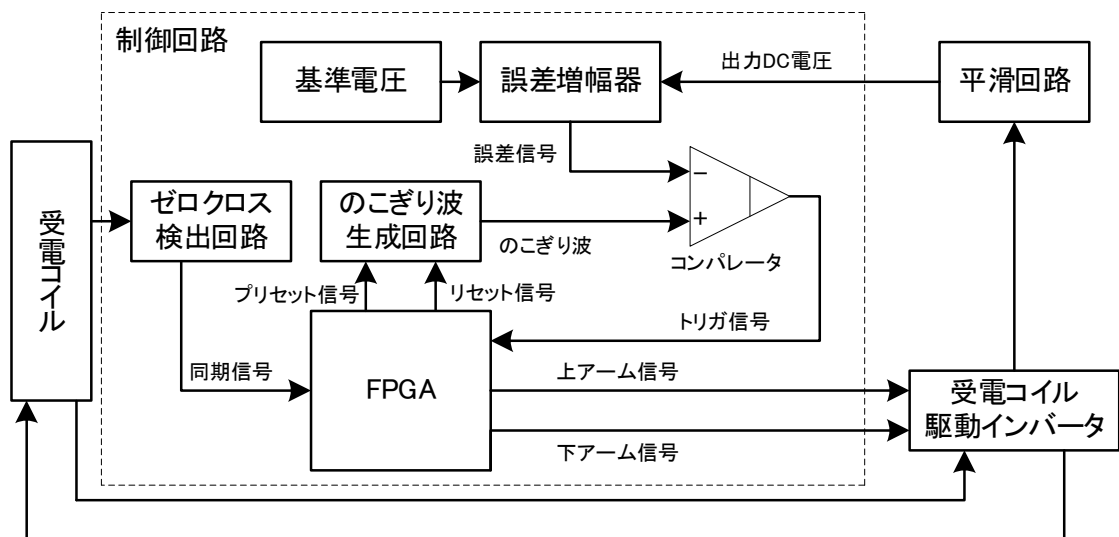 制御回路
基準電圧
誤差増幅器
出力DC電圧
平滑回路
誤差信号
受電コイル
ゼロクロス
検出回路
のこぎり波
生成回路
−
+
のこぎり波
コンパレータ
プリセット信号
リセット信号
トリガ信号
同期信号
FPGA
上アーム信号
下アーム信号
受電コイル
駆動インバータ